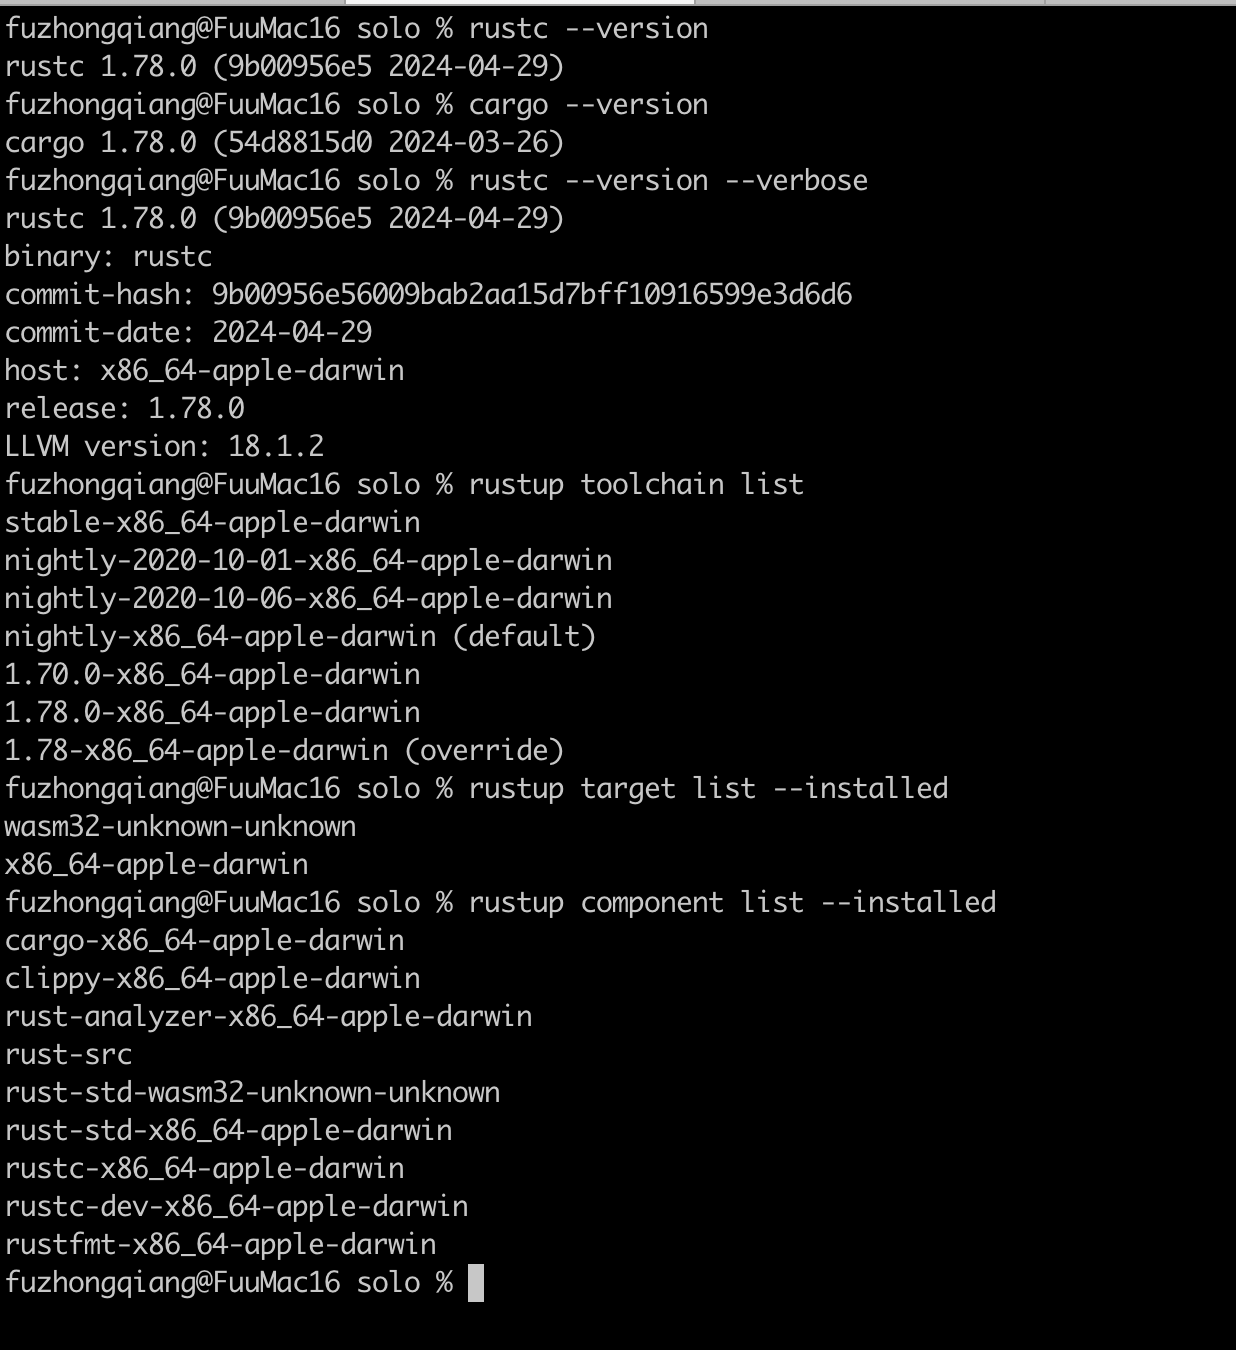 fuzhongqiang@FuuMac16 solo % rustc --version
rustc 1.78.0 (9b00956e5 2024-04-29)
fuzhongqiang@FuuMac16 solo % cargo --version
cargo 1.78.0 (54d8815d0 2024-03-26)
fuzhongqiang@FuuMac16 solo % rustc --version --verbose
rustc 1.78.0 (9b00956e5 2024-04-29)
binary: rustc
commit-hash: 9b00956e56009bab2aa15d7bff10916599e3d6d6
commit-date: 2024-04-29
host: x86_64-apple-darwin
release: 1.78.0
LLVM version: 18.1.2
fuzhongqiang@FuuMac16 solo % rustup toolchain list
stable-x86_64-apple-darwin
nightly-2020-10-01-x86_64-apple-darwin
nightly-2020-10-06-x86_64-apple-darwin
nightly-x86_64-apple-darwin (default)
1.70.0-x86_64-apple-darwin
1.78.0-x86_64-apple-darwin
1.78-x86_64-apple-darwin (override)
fuzhongqiang@FuuMac16 solo % rustup target list --installed
wasm32-unknown-unknown
x86_64-apple-darwin
fuzhongqiang@FuuMac16 solo % rustup component list --installed
cargo-x86_64-apple-darwin
clippy-x86_64-apple-darwin
rust-analyzer-x86_64-apple-darwin
rust-src
rust-std-wasm32-unknown-unknown
rust-std-x86_64-apple-darwin
rustc-x86_64-apple-darwin
rustc-dev-x86_64-apple-darwin
rustfmt-x86_64-apple-darwin
fuzhongqiang@FuuMac16 solo %